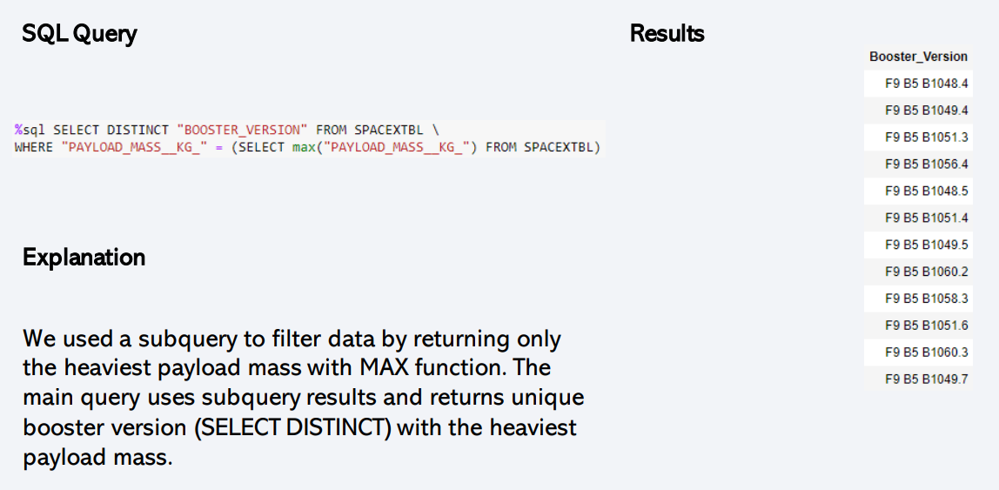 SQL Query
%sql SELECT DISTINCT "BOOSTER_VERSION" FROM SPACEXTBL \
WHERE "PAYLOAD_MASS__KG_" = (SELECT max("PAYLOAD_MASS__KG_") FROM SPACEXTBL)
Explanation
We used a subquery to filter data by returning only
the heaviest payload mass with MAX function. The
main query uses subquery results and returns unique
booster version (SELECT DISTINCT) with the heaviest
payload mass.
Results
Booster_Version
F9 B5 B1048.4
F9 B5 B1049.4
F9 B5 B1051.3
F9 B5 B1056.4
F9 B5 B1048.5
F9 B5 B1051.4
F9 B5 B1049.5
F9 B5 B1060.2
F9 B5 B1058.3
F9 B5 B1051.6
F9 B5 B1060.3
F9 B5 B1049.7